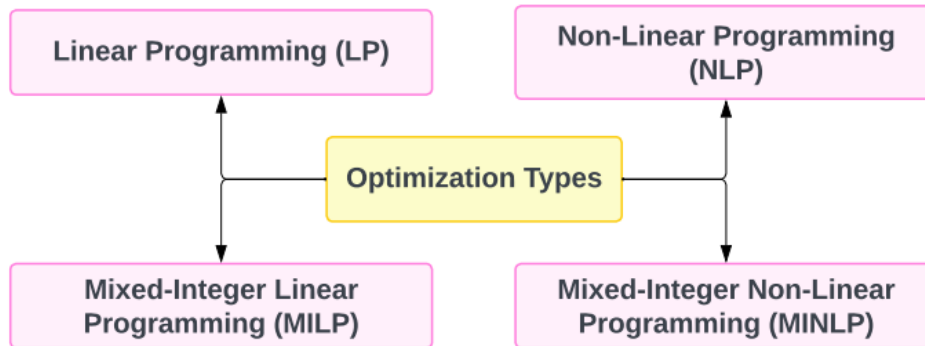 Linear Programming (LP)
Non-Linear Programming
(NLP)
Optimization Types
Mixed-Integer Linear
Programming (MILP)
Mixed-Integer Non-Linear
Programming (MINLP)